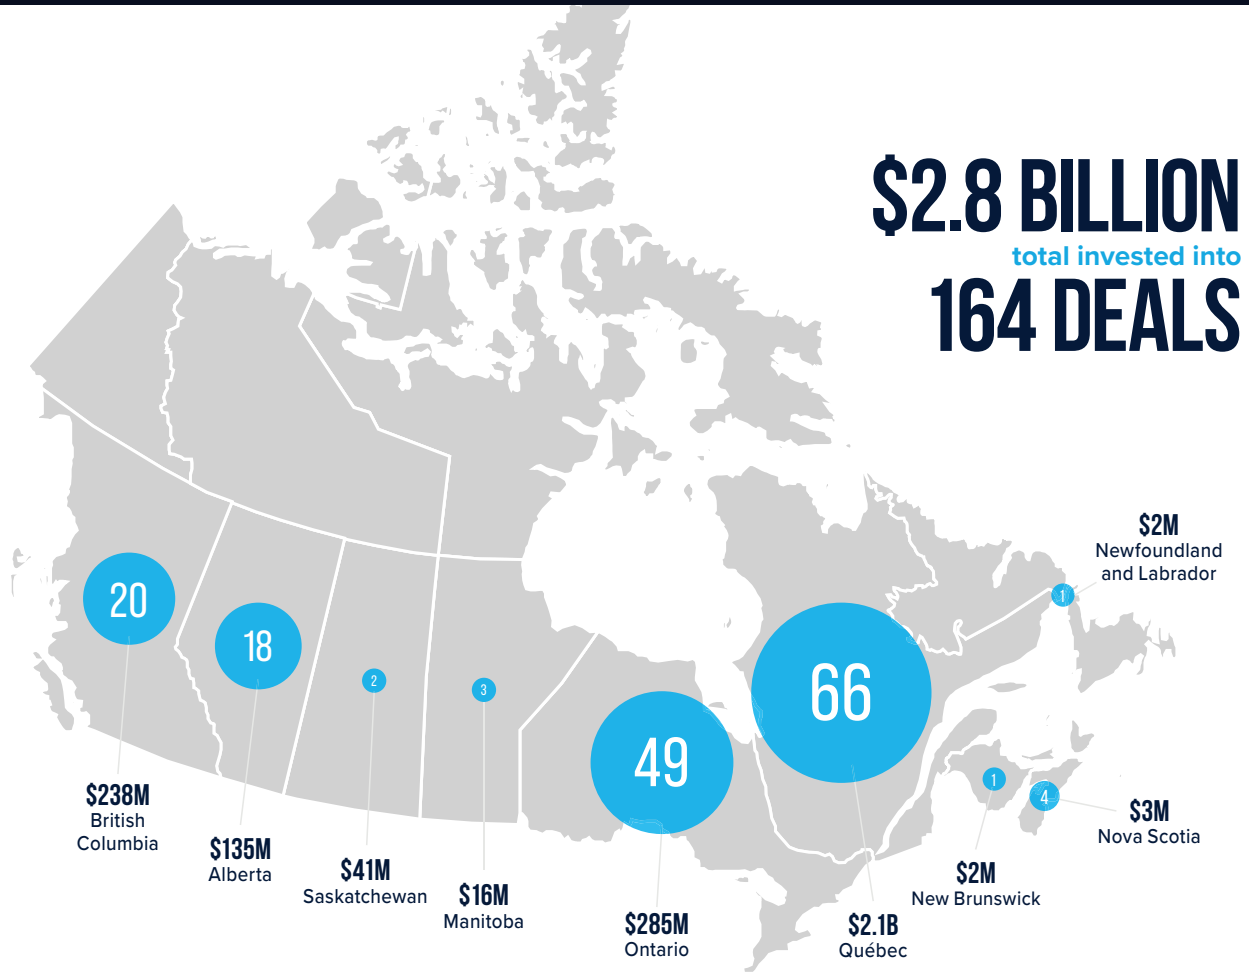 $2.8 BILLION
total invested into
164 DEALS
$2M
Newfoundland
and Labrador
1
20
18
2
3
49
66
1
4
$238M
British
Columbia
$135M
Alberta
$41M
Saskatchewan
$16M
Manitoba
$285M
Ontario
$2.1B
Québec
$2M
New Brunswick
$3M
Nova Scotia